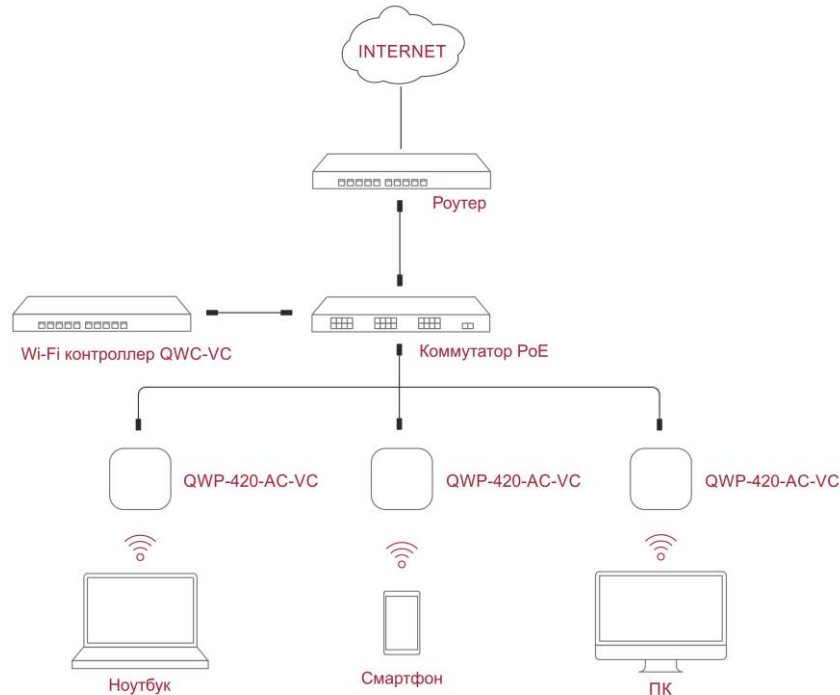 INTERNET
Роутер
Wi-Fi контроллер QWC-VC
Коммутатор PoE
QWP-420-AC-VC
QWP-420-AC-VC
QWP-420-AC-VC
Ноутбук
Смартфон
ПК